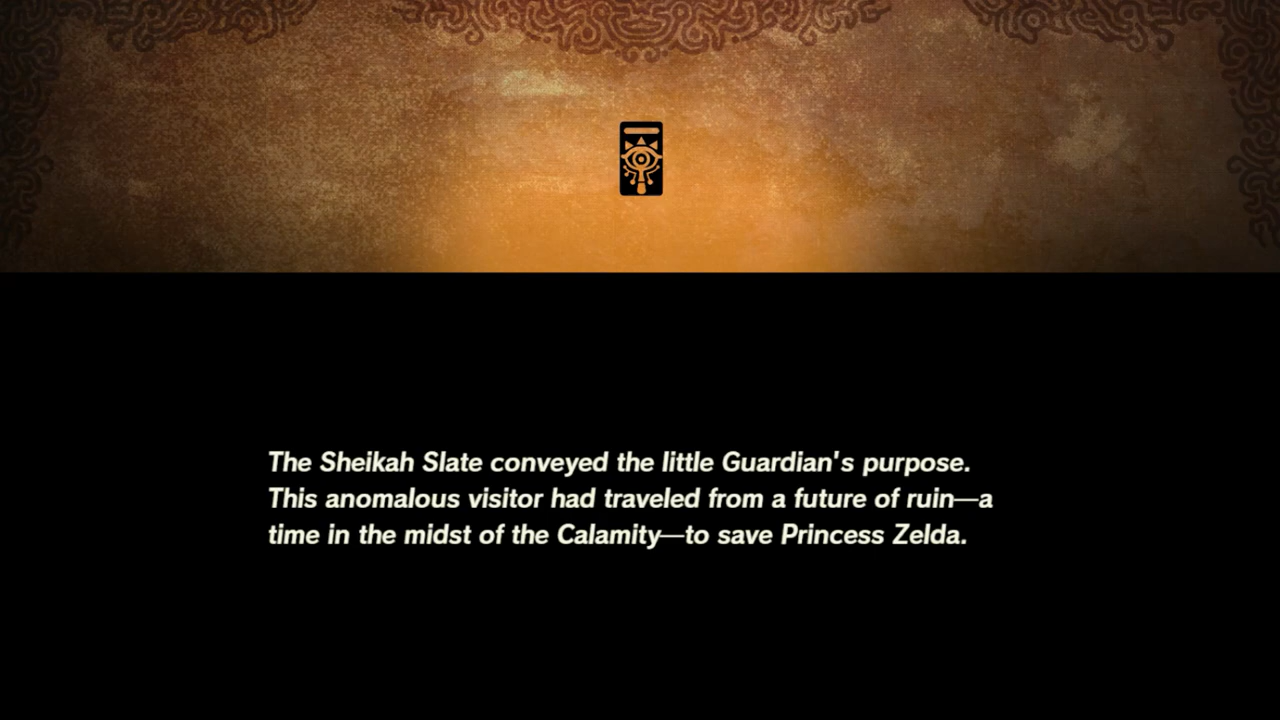 The Sheikah Slate conveyed the little Guardian's purpose.
This anomalous visitor had traveled from a future of ruin—a
time in the midst of the Calamity—to save Princess Zelda.